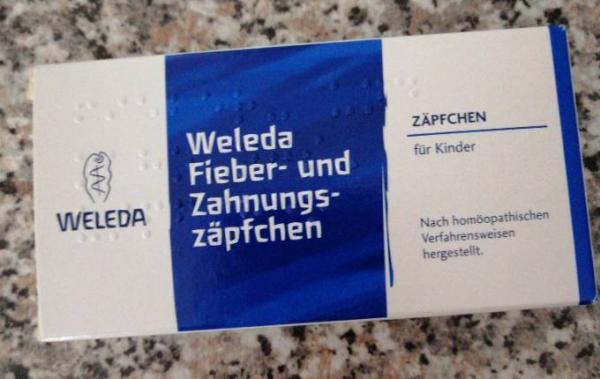 WELEDA
Weleda
Fieber- und
Zahnungs-
zäpfchen
ZÄPFCHEN
für Kinder
Nach homöopathischen
Verfahrensweisen
hergestellt.